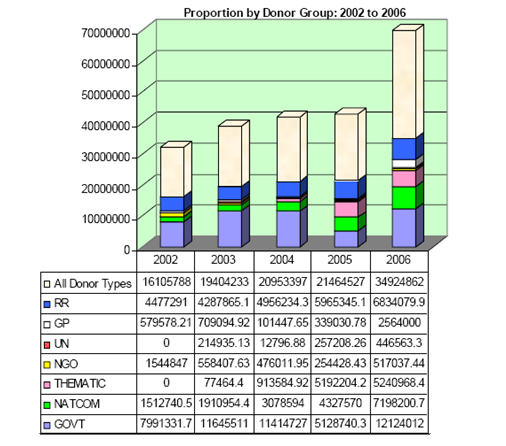 Proportion by Donor Group: 2002 to 2006
70000000
60000000
50000000
40000000
30000000
20000000
10000000
0
2002 2003 2004 2005 2006
All Donor Types 16105788 19404233 20953397 21464527 34924862
RR 4477291 4287865.1 4956234.3 5965345.1 6834079.9
GP 579578.21 709094.92 101447.65 339030.78 2564000
UN 0 214935.13 12796.88 257208.26 446563.3
NGO 1544847 558407.63 476011.95 254428.43 517037.44
THEMATIC 0 77464.4 913584.92 5192204.2 5240968.4
NATCOM 1512740.5 1910954.4 3078594 4327570 7198200.7
GOVT 7991331.7 11645511 11414727 5128740.3 12124012